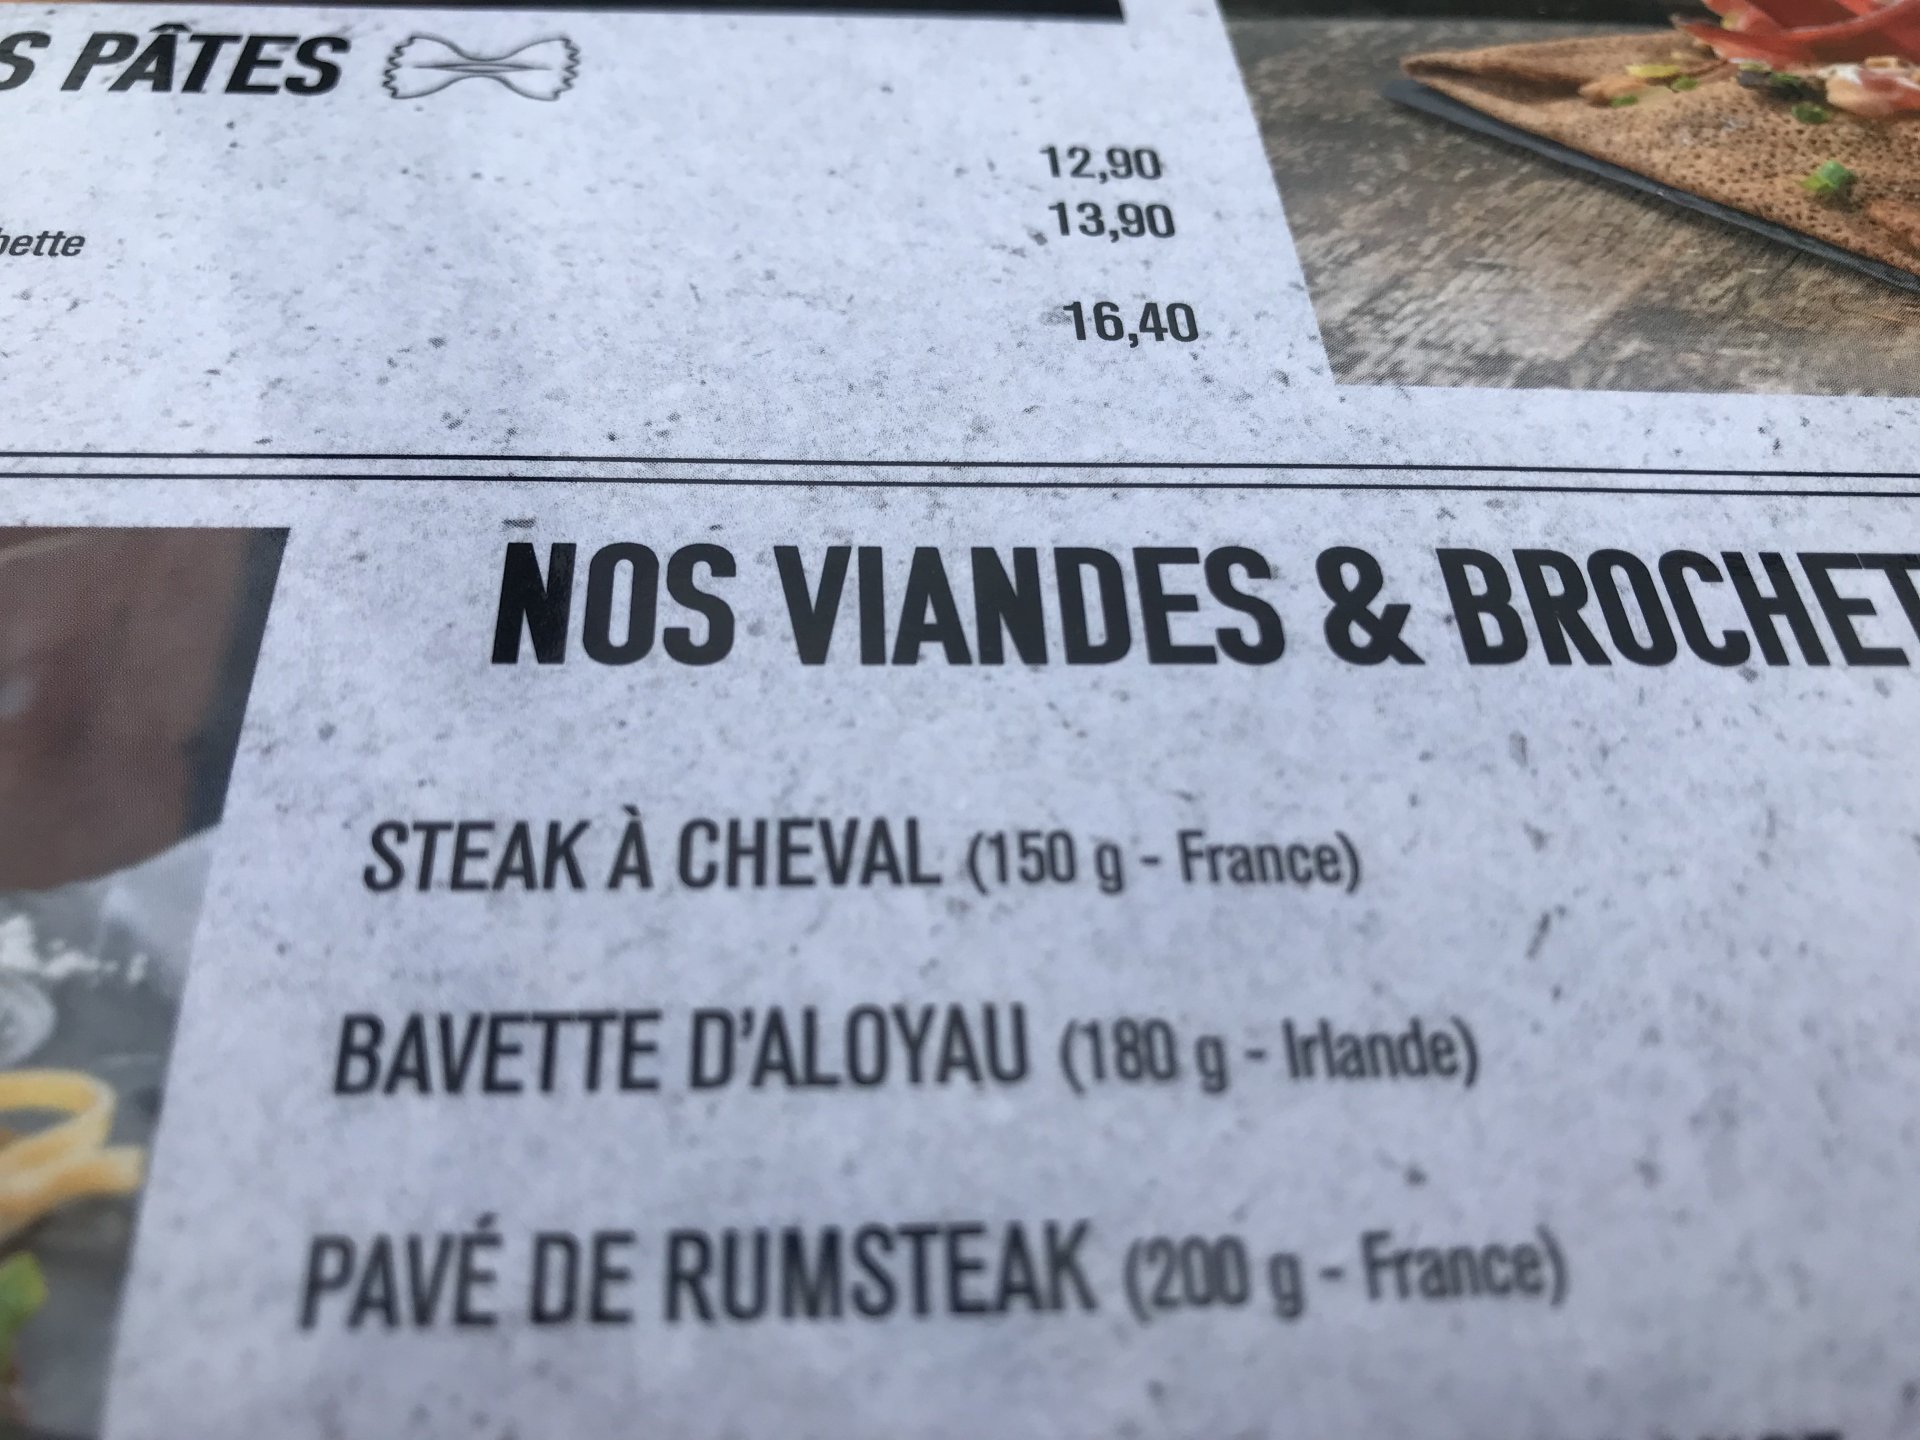 S PÂTES
12,90
13,90
16,40
NOS VIANDES & BROCHET
STEAK À CHEVAL (150 g - France)
BAVETTE D'ALOYAU (180 g - Irlande)
PAVÉ DE RUMSTEAK (200 g - France)